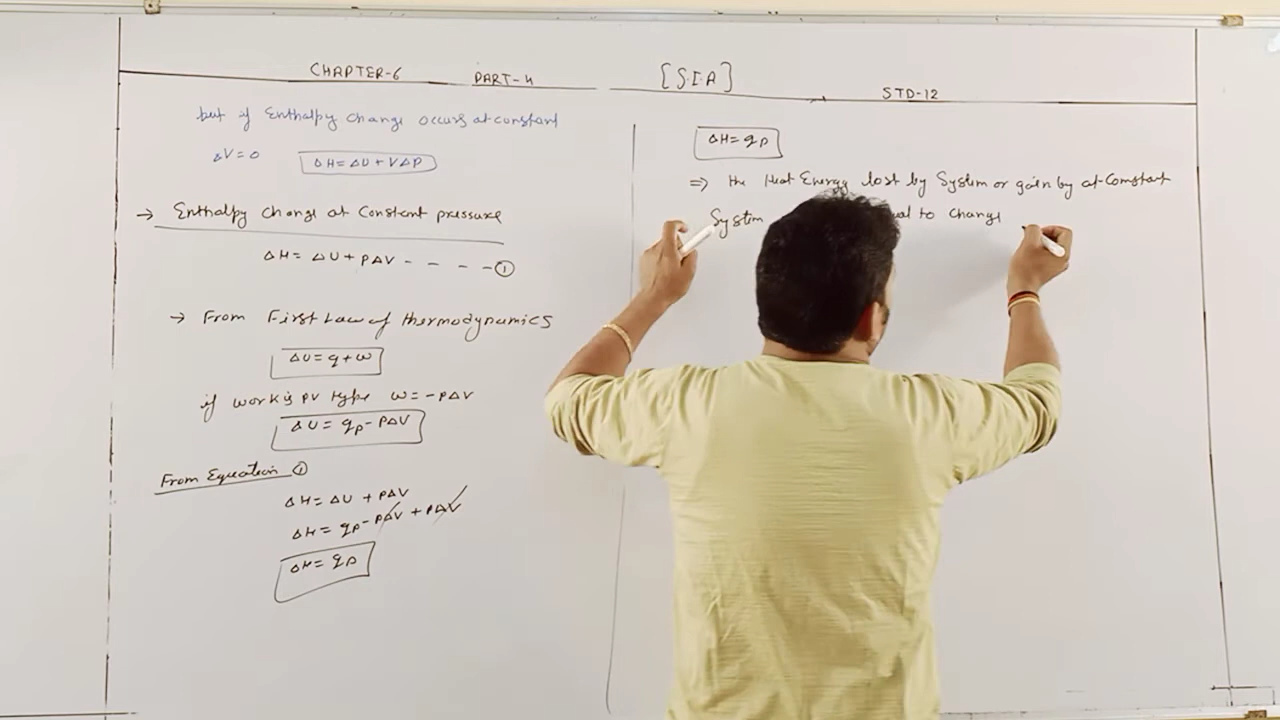 CHAPTER-6 PART-4 [S.I.A] STD-12
but if Enthalpy change occurs at constant
ΔV=0 ΔH=ΔU+VΔP
→ Enthalpy change at Constant pressure
ΔH= ΔU+PΔV - - - - ①
→ From First Law of thermodynamics
ΔU= q+w
if work is PV type w= -PΔV
ΔU= qp-PΔV
From Equation ①
ΔH= ΔU + PΔV
ΔH= qp-PΔV+PΔV
ΔH= qp
ΔH= qp
⇒ the Heat Energy lost by System or gain by at Constant
System to change